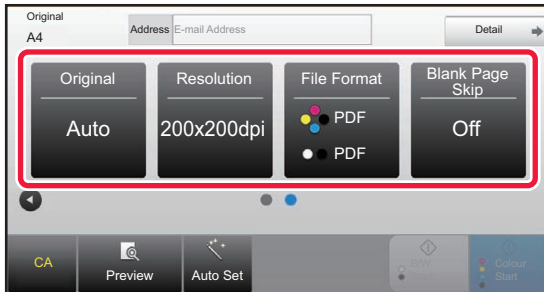 Original
A4
Address E-mail Address
Detail
Original
Auto
Resolution
200x200dpi
File Format
PDF
PDF
Blank Page
Skip
Off
CA
Preview
Auto Set
B/W
Start
Colour
Start